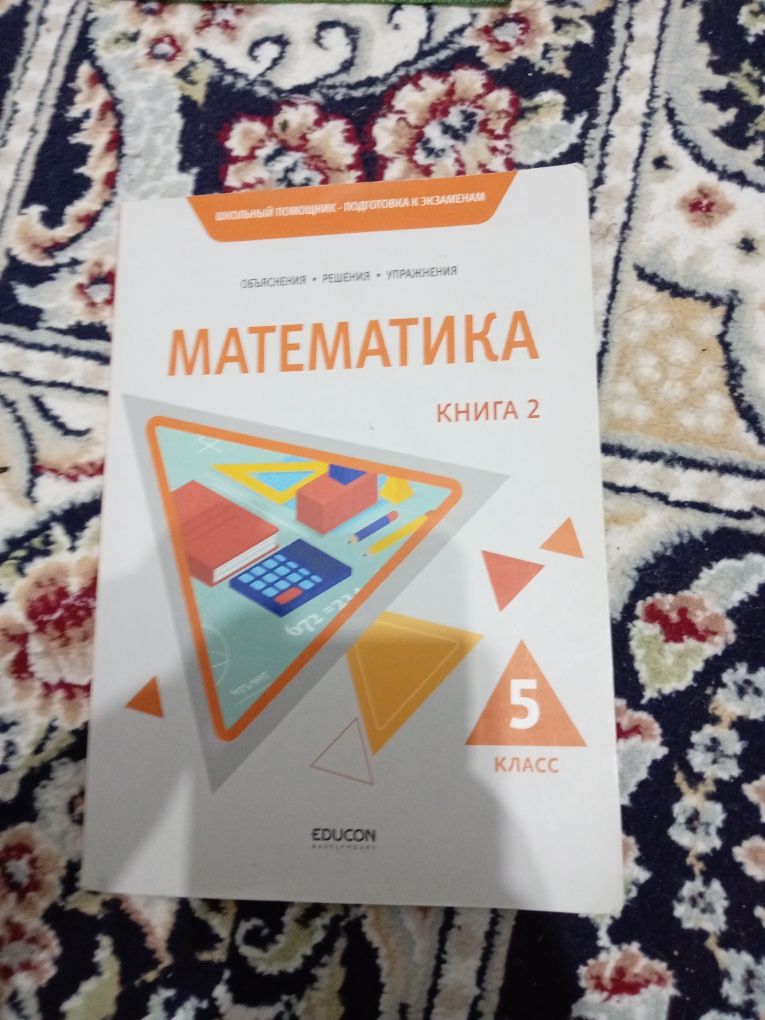 ШКОЛЬНЫЙ ПОМОЩНИК - ПОДГОТОВКА К ЭКЗАМЕНАМ
ОБЪЯСНЕНИЯ • РЕШЕНИЯ • УПРАЖНЕНИЯ
МАТЕМАТИКА
КНИГА 2
5
КЛАСС
EDUCON